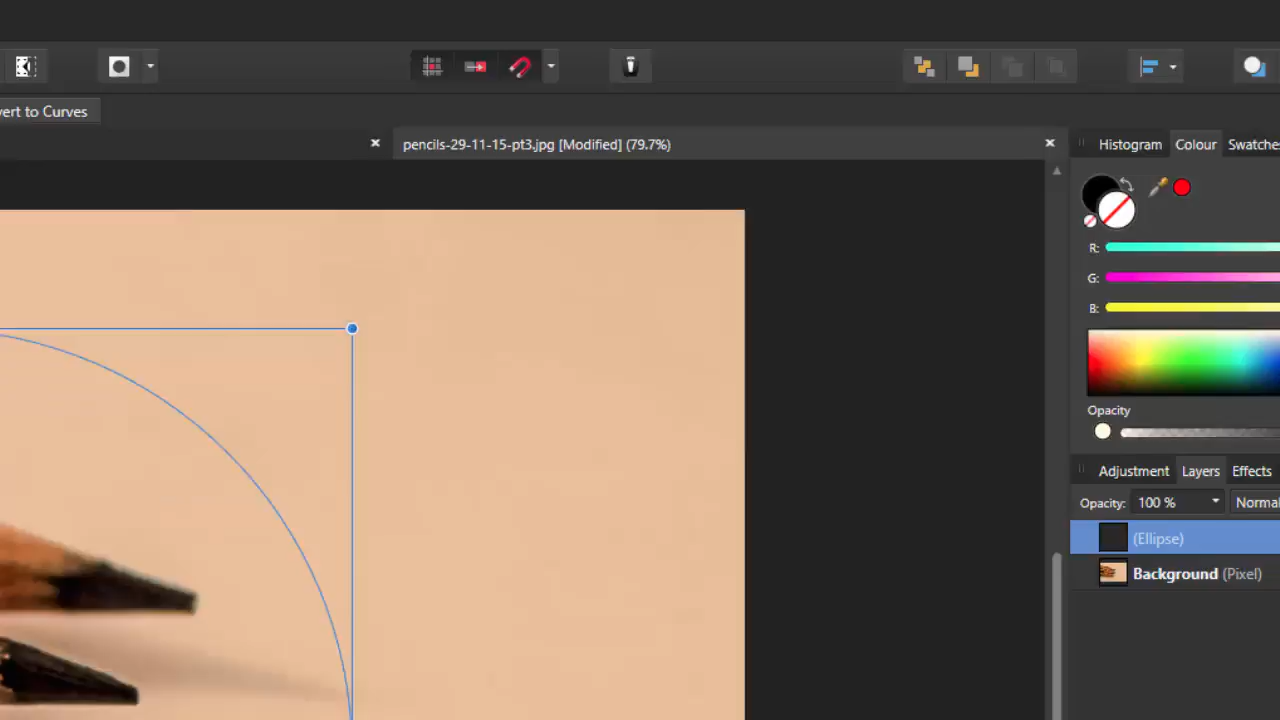 vert to Curves
pencils-29-11-15-pt3.jpg [Modified] (79.7%)
Histogram Colour Swatches
R:
G:
B:
Opacity
Adjustment Layers Effects
Opacity: 100 % Normal
(Ellipse)
Background (Pixel)